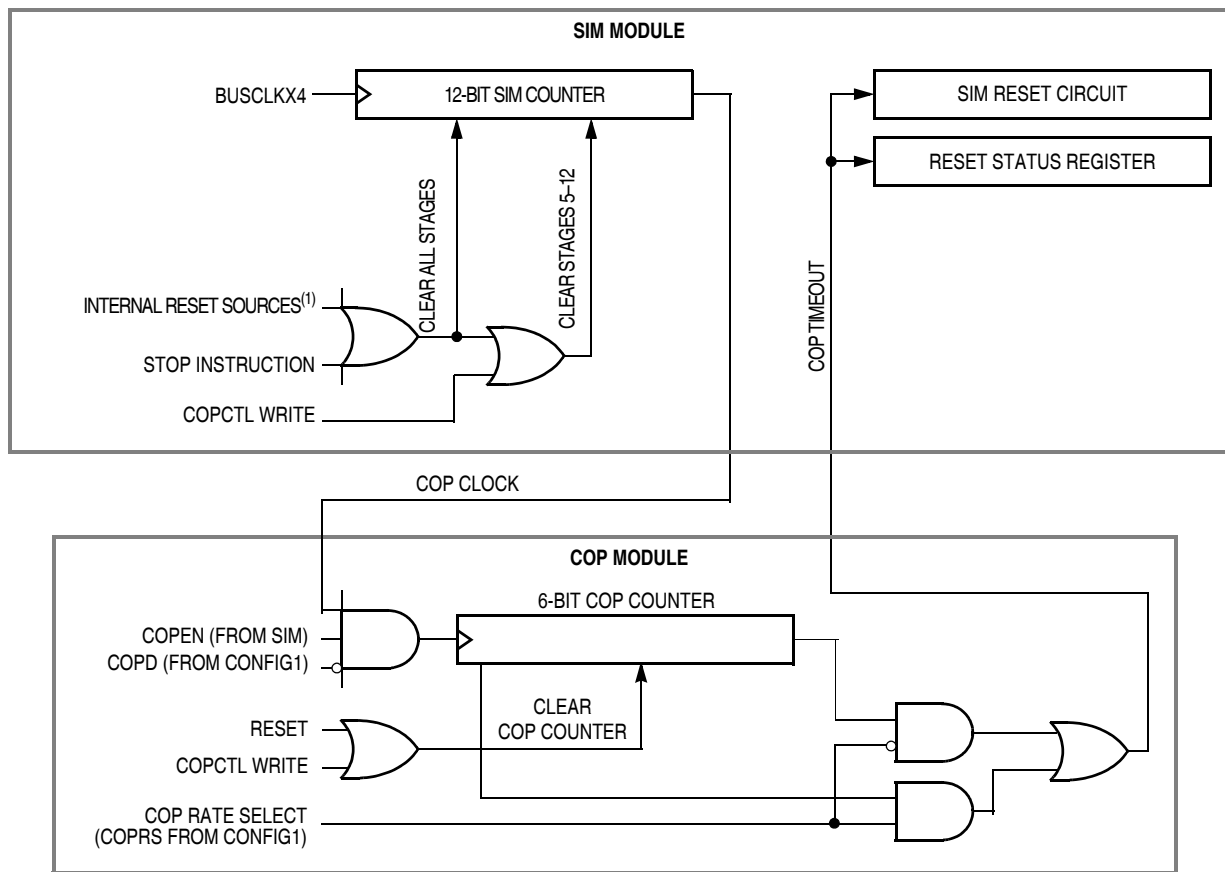 SIM MODULE
BUSCLKX4
12-BIT SIM COUNTER
SIM RESET CIRCUIT
RESET STATUS REGISTER
CLEAR ALL STAGES
CLEAR STAGES 5–12
COP TIMEOUT
INTERNAL RESET SOURCES(1)
STOP INSTRUCTION
COPCTL WRITE
COP CLOCK
COP MODULE
6-BIT COP COUNTER
COPEN (FROM SIM)
COPD (FROM CONFIG1)
CLEAR
COP COUNTER
RESET
COPCTL WRITE
COP RATE SELECT
(COPRS FROM CONFIG1)